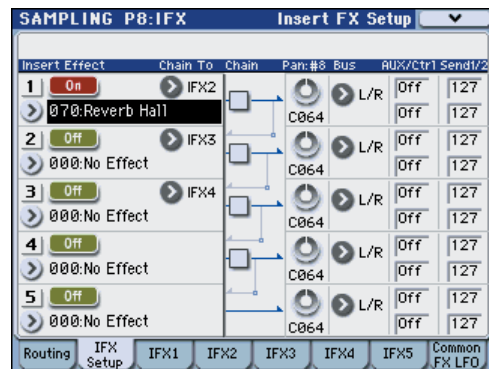 SAMPLING P8:IFX Insert FX Setup
Insert Effect Chain To Chain Pan:#8 Bus AUX/Ctrl Send1/2
1 On IFX2 L/R Off 127
070:Reverb Hall C064 Off 127
2 Off IFX3 L/R Off 127
000:No Effect C064 Off 127
3 Off IFX4 L/R Off 127
000:No Effect C064 Off 127
4 Off L/R Off 127
000:No Effect C064 Off 127
5 Off L/R Off 127
000:No Effect C064 Off 127
Routing IFX Setup IFX1 IFX2 IFX3 IFX4 IFX5 Common FX LFO